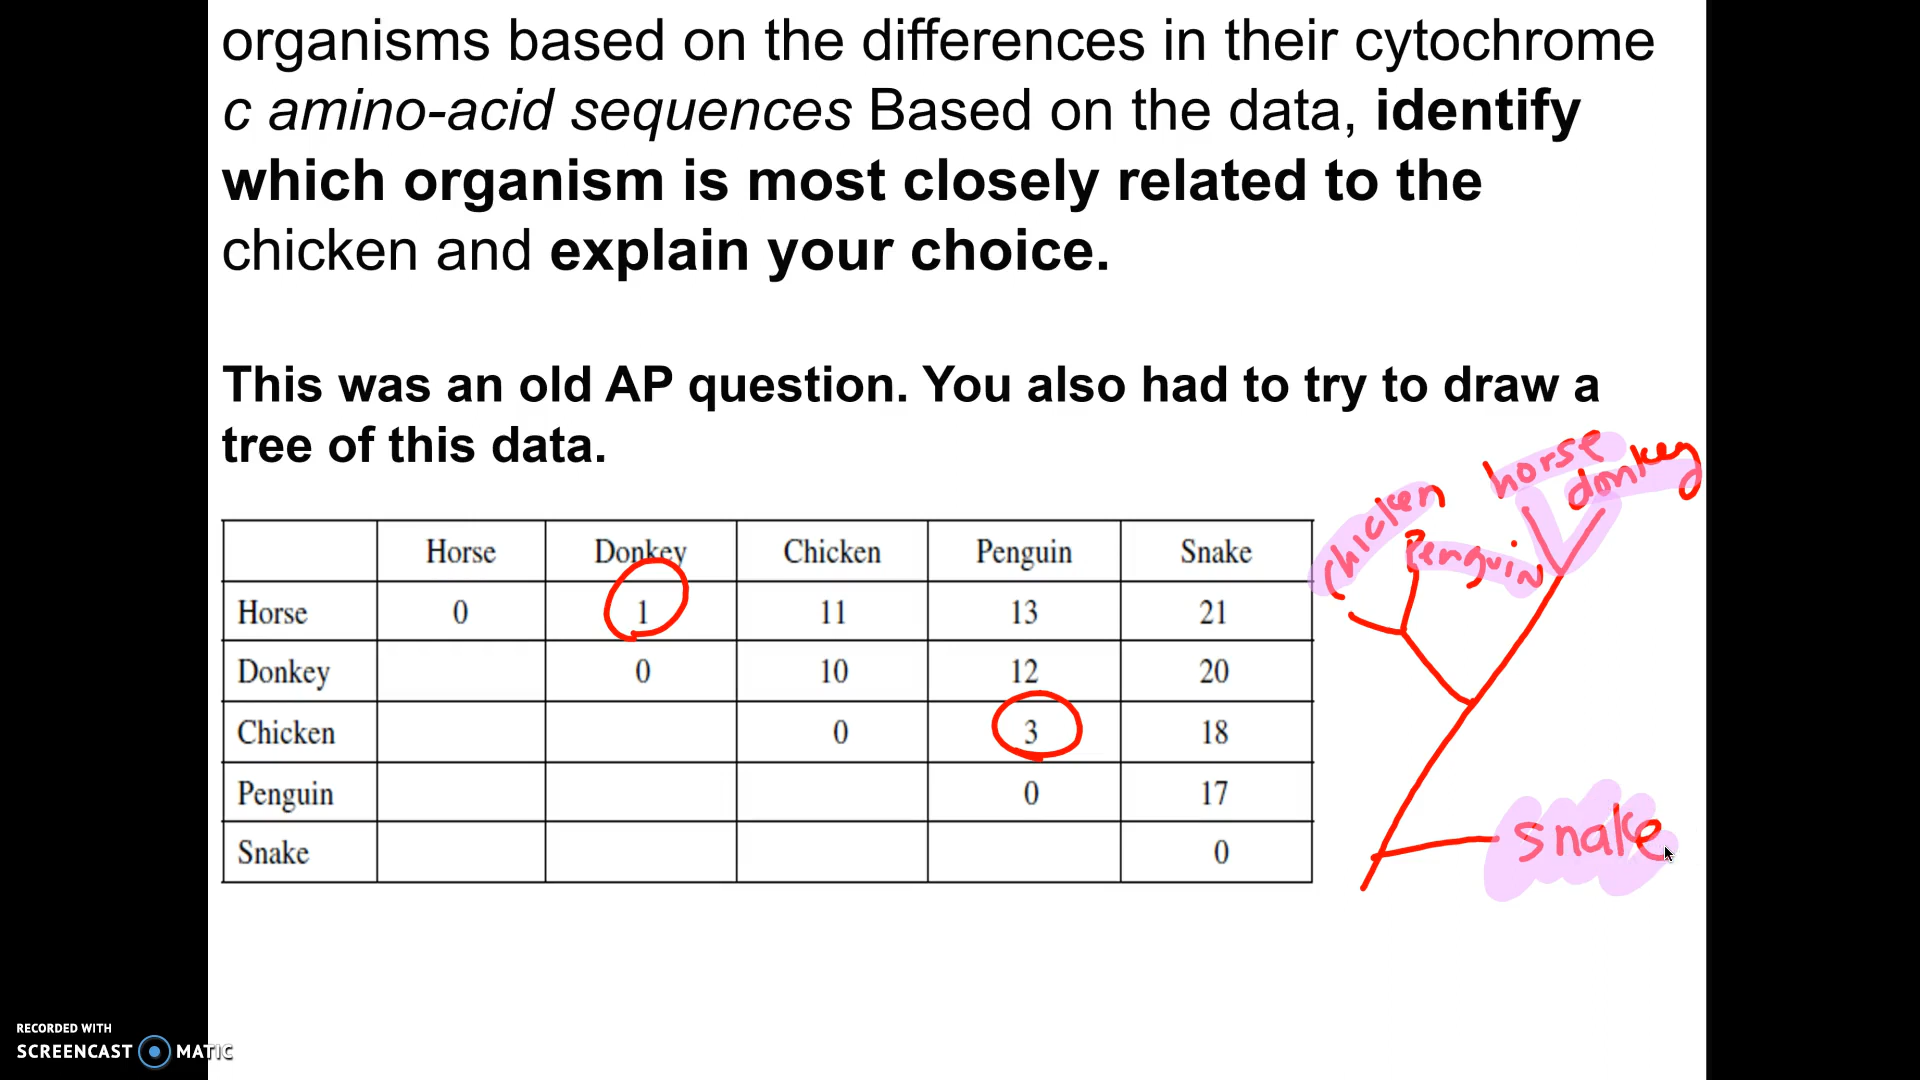 organisms based on the differences in their cytochrome
c amino-acid sequences Based on the data, identify
which organism is most closely related to the
chicken and explain your choice.
This was an old AP question. You also had to try to draw a
tree of this data.
horse
donkey
chicken
Penguin
Horse Donkey Chicken Penguin Snake
Horse 0 1 11 13 21
Donkey 0 10 12 20
Chicken 0 3 18
Penguin 0 17
Snake 0
snake
RECORDED WITH
SCREENCAST MATIC